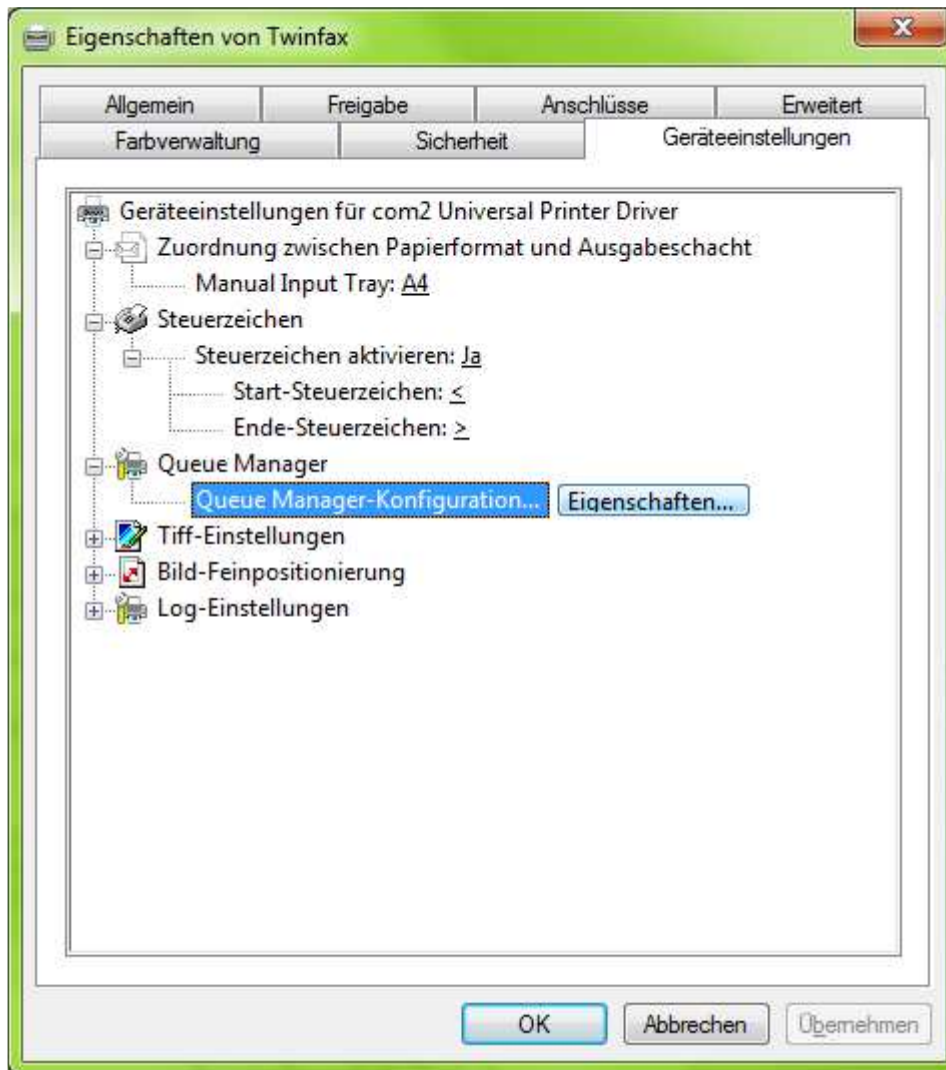 Eigenschaften von Twinfax
Allgemein Freigabe Anschlüsse Erweitert
Farbverwaltung Sicherheit Geräteeinstellungen
Geräteeinstellungen für com2 Universal Printer Driver
Zuordnung zwischen Papierformat und Ausgabeschacht
Manual Input Tray: A4
Steuerzeichen
Steuerzeichen aktivieren: Ja
Start-Steuerzeichen: <
Ende-Steuerzeichen: >
Queue Manager
Queue Manager-Konfiguration... Eigenschaften...
Tiff-Einstellungen
Bild-Feinpositionierung
Log-Einstellungen
OK Abbrechen Übernehmen